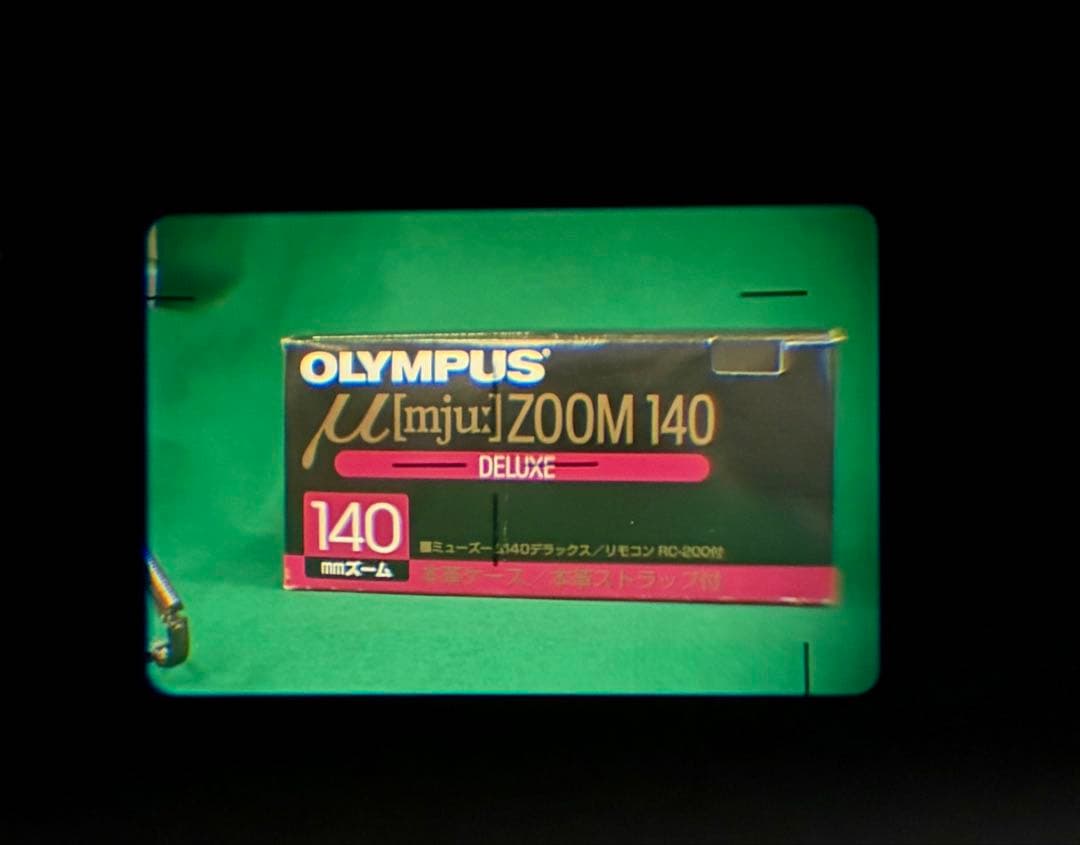 OLYMPUS®
μ[mju:] ZOOM 140
DELUXE
140
mmズーム
■ミューズーム140デラックス／リモコン RC-200付
本革ケース／本革ストラップ付